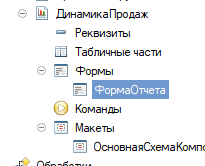 ДинамикаПродаж
Реквизиты
Табличные части
Формы
ФормаОтчета
Команды
Макеты
ОсновнаяСхемаКомпо